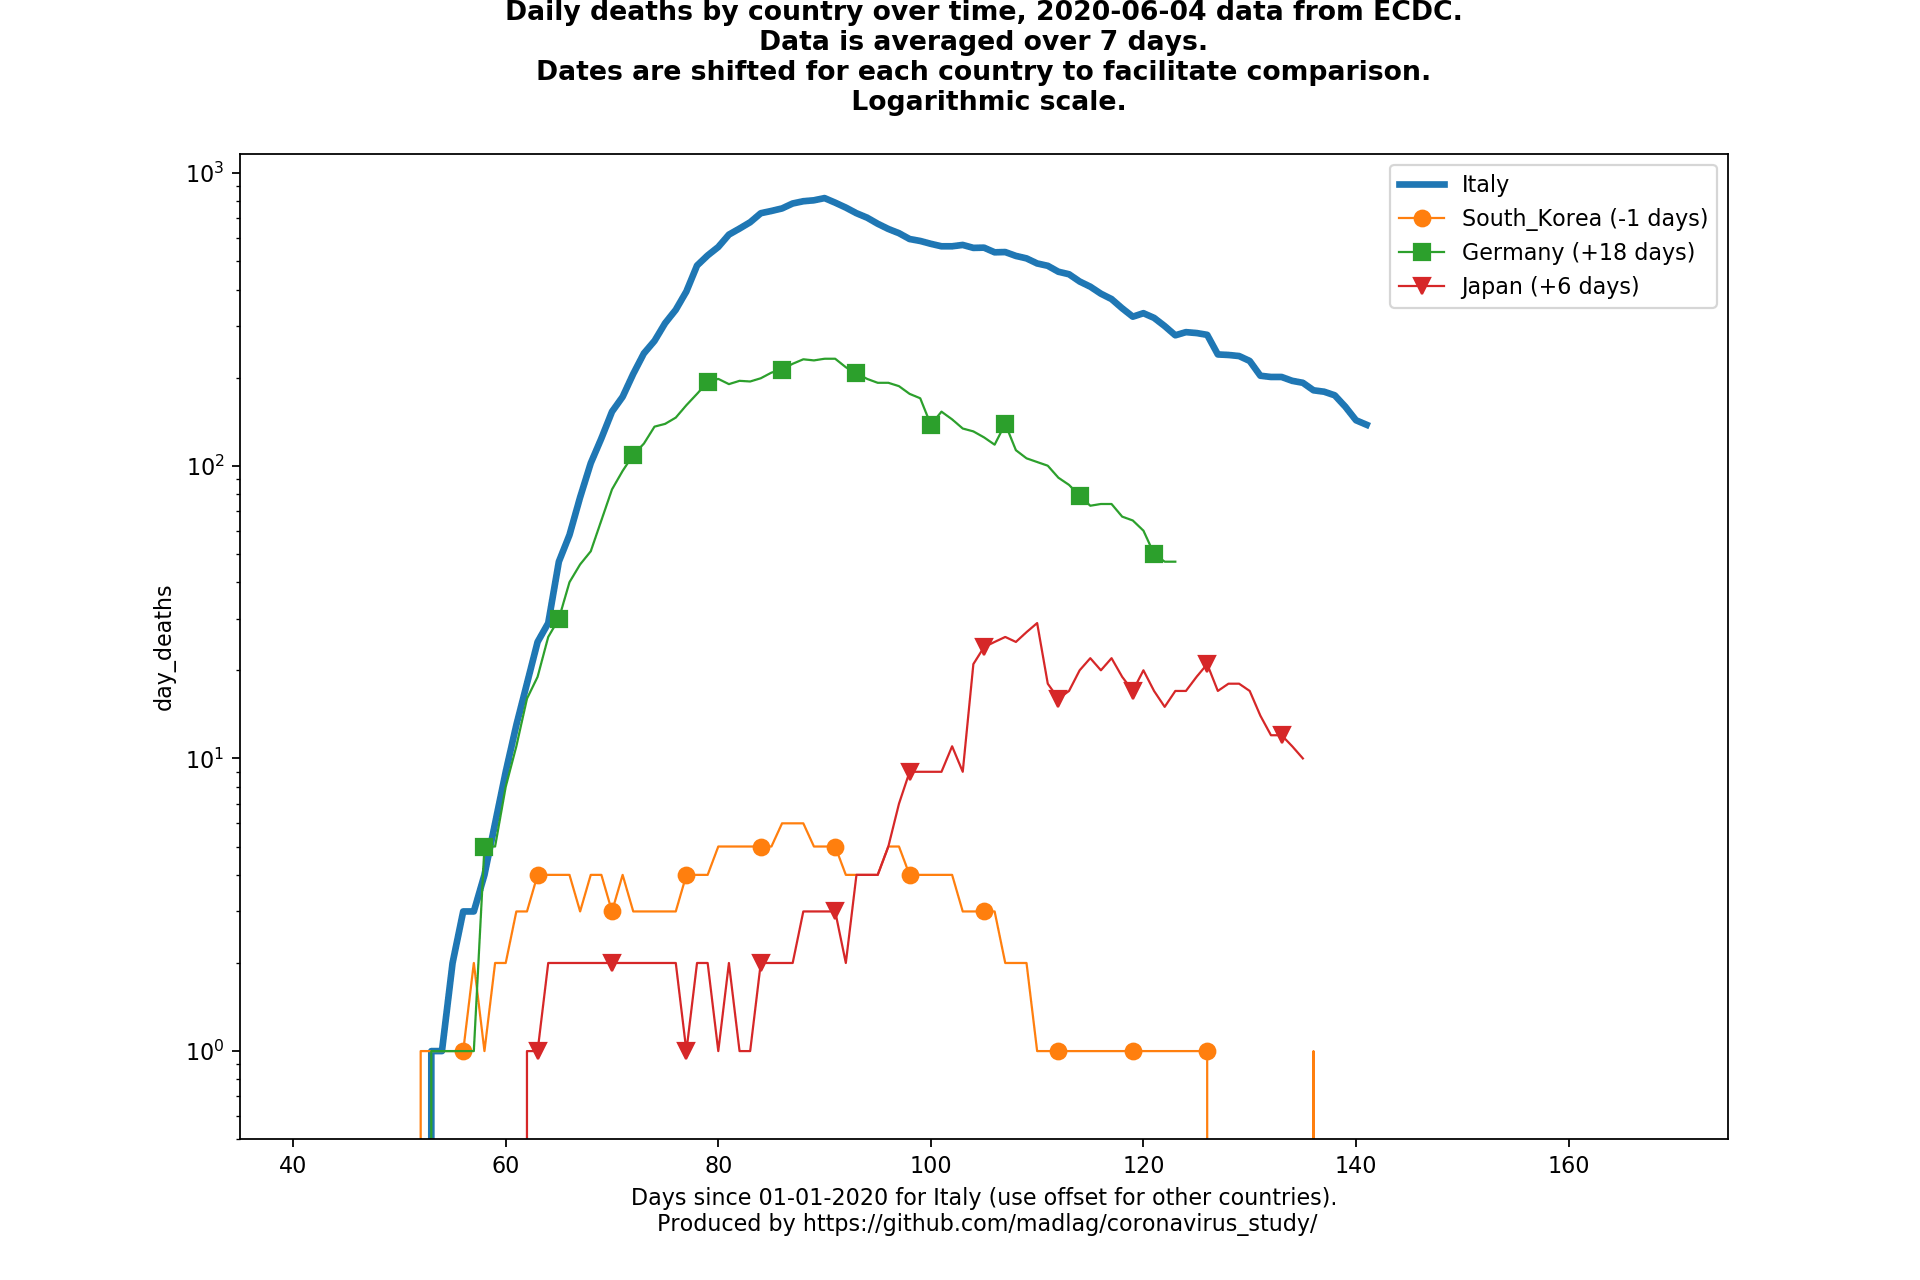 Daily deaths by country over time, 2020-06-04 data from ECDC.
Data is averaged over 7 days.
Dates are shifted for each country to facilitate comparison.
Logarithmic scale.
10³
10²
10¹
10⁰
day_deaths
Italy
South_Korea (-1 days)
Germany (+18 days)
Japan (+6 days)
40 60 80 100 120 140 160
Days since 01-01-2020 for Italy (use offset for other countries).
Produced by https://github.com/madlag/coronavirus_study/